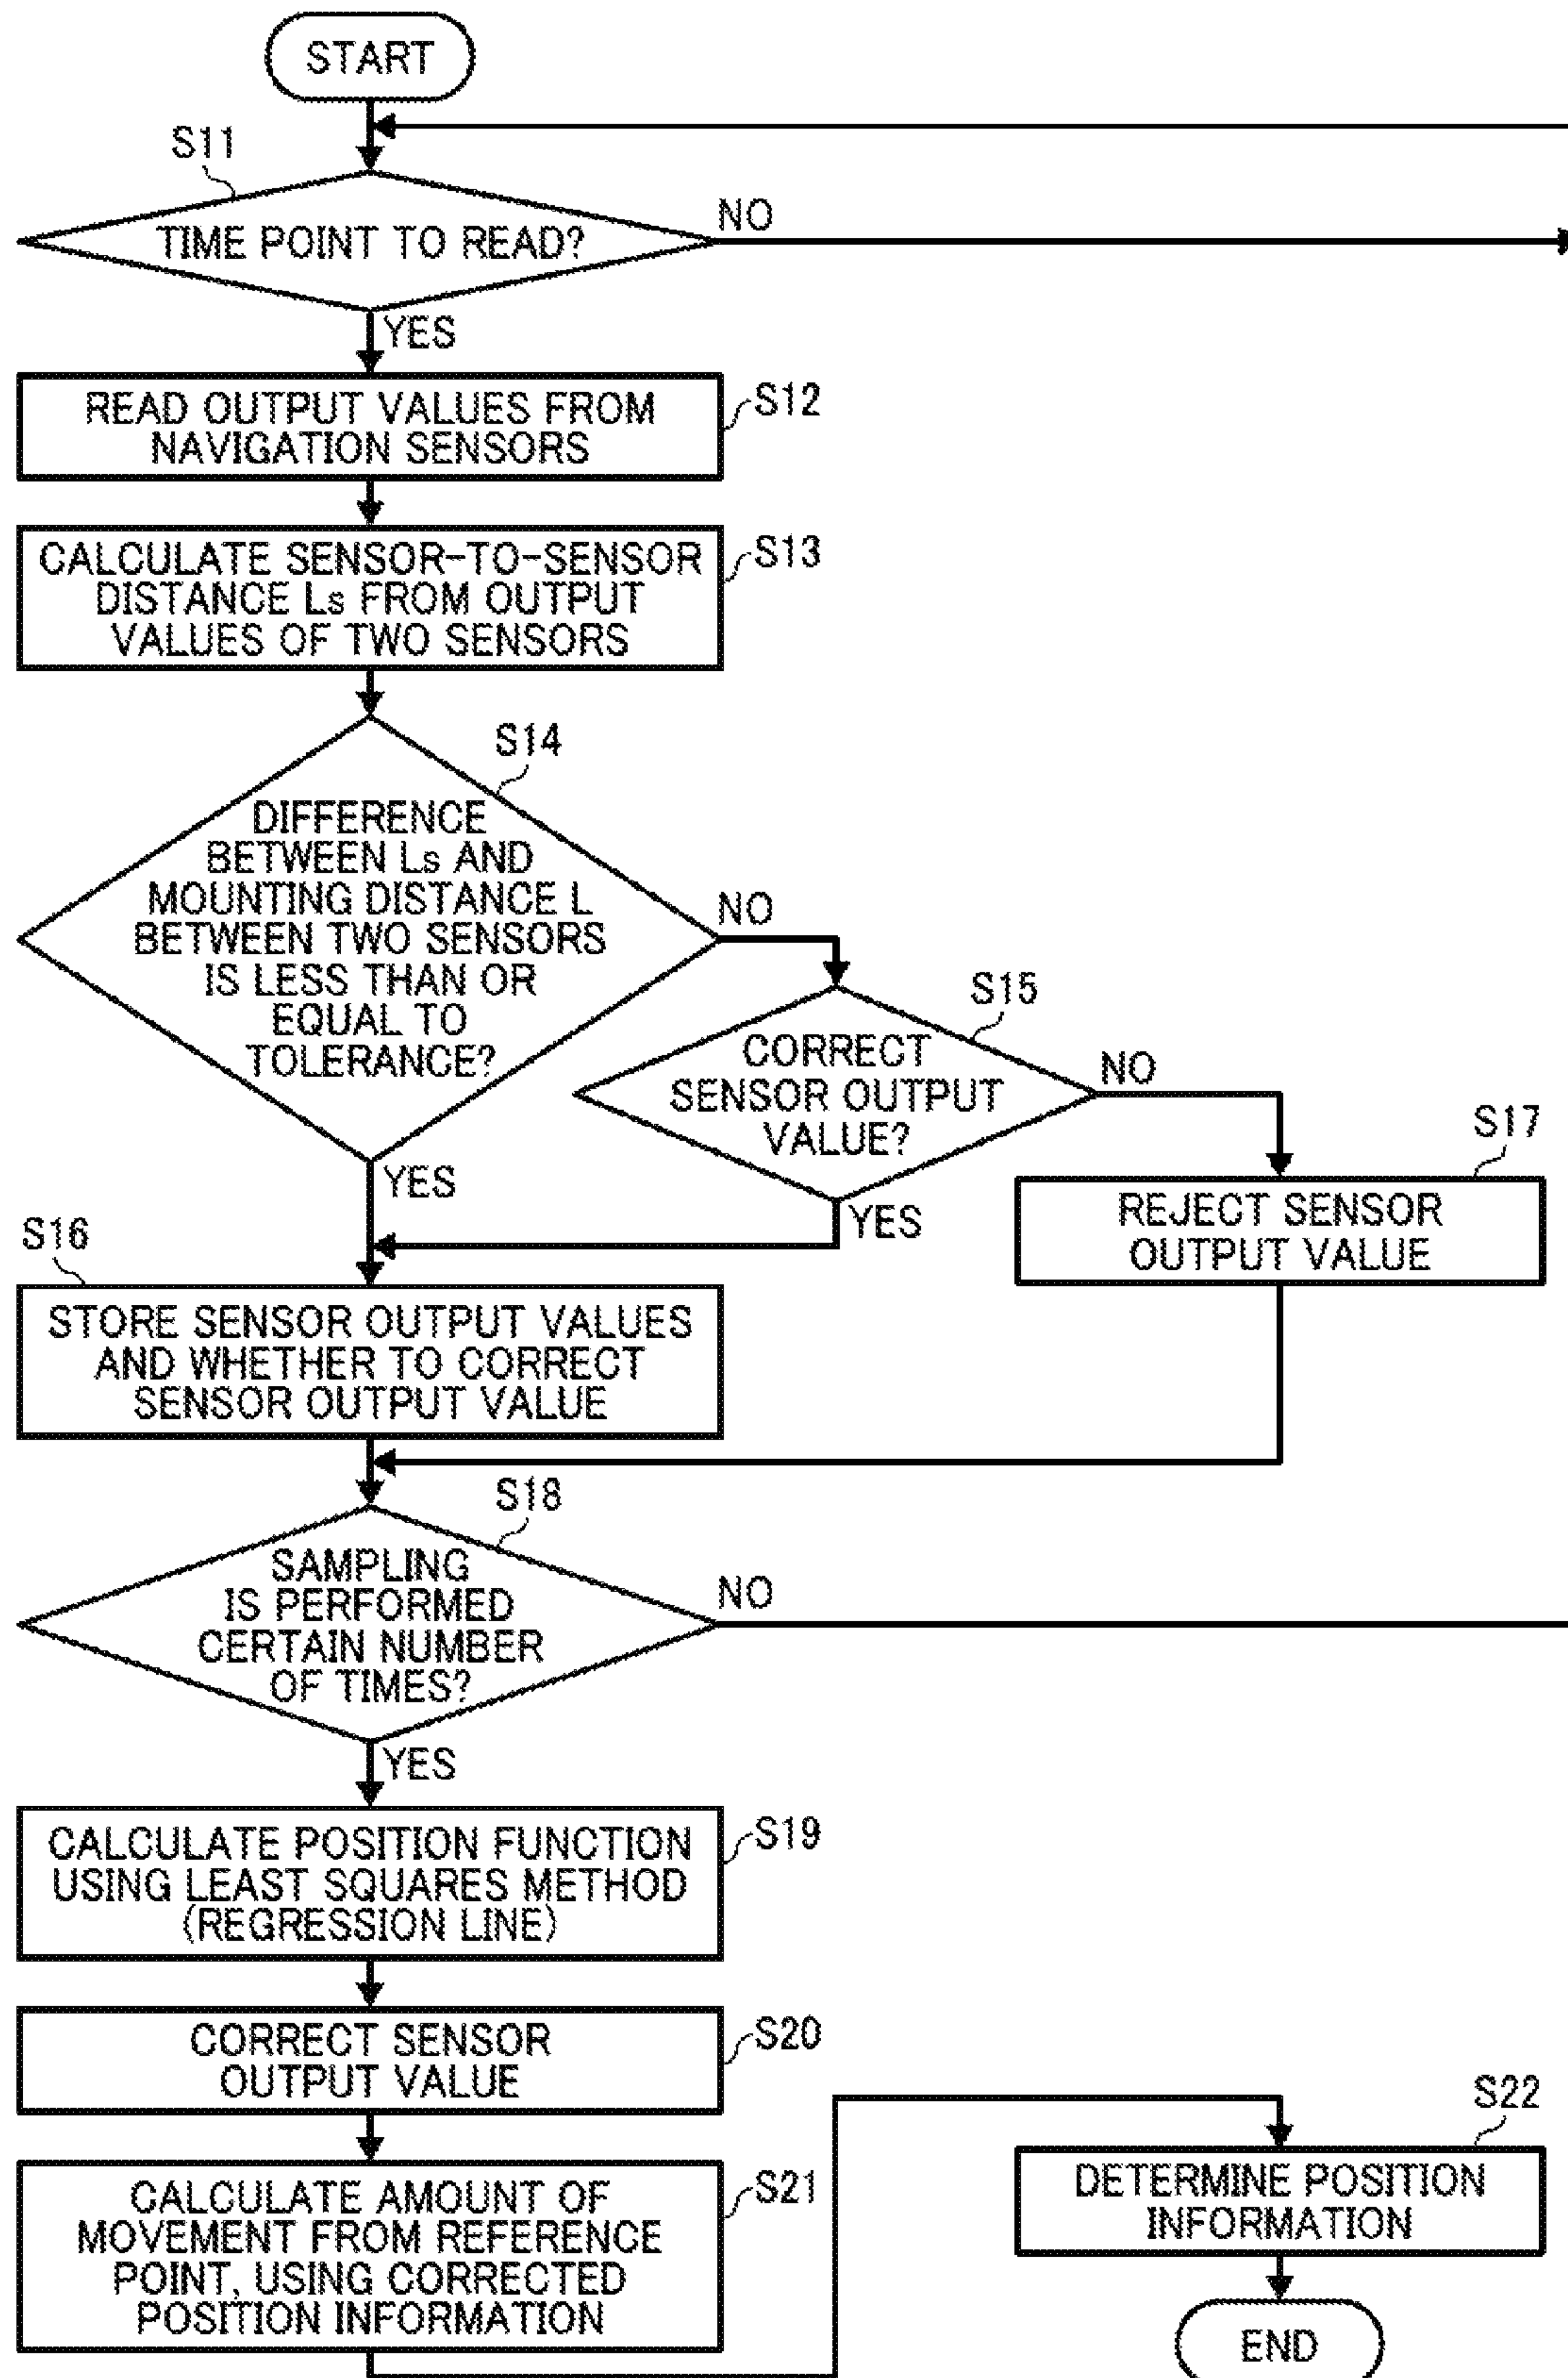 START
S11
TIME POINT TO READ?
NO
YES
READ OUTPUT VALUES FROM
NAVIGATION SENSORS
S12
CALCULATE SENSOR-TO-SENSOR
DISTANCE Ls FROM OUTPUT
VALUES OF TWO SENSORS
S13
S14
DIFFERENCE
BETWEEN Ls AND
MOUNTING DISTANCE L
BETWEEN TWO SENSORS
IS LESS THAN OR
EQUAL TO
TOLERANCE?
NO
YES
S15
CORRECT
SENSOR OUTPUT
VALUE?
NO
YES
S17
REJECT SENSOR
OUTPUT VALUE
S16
STORE SENSOR OUTPUT VALUES
AND WHETHER TO CORRECT
SENSOR OUTPUT VALUE
S18
SAMPLING
IS PERFORMED
CERTAIN NUMBER
OF TIMES?
NO
YES
CALCULATE POSITION FUNCTION
USING LEAST SQUARES METHOD
(REGRESSION LINE)
S19
CORRECT SENSOR
OUTPUT VALUE
S20
CALCULATE AMOUNT OF
MOVEMENT FROM REFERENCE
POINT, USING CORRECTED
POSITION INFORMATION
S21
S22
DETERMINE POSITION
INFORMATION
END